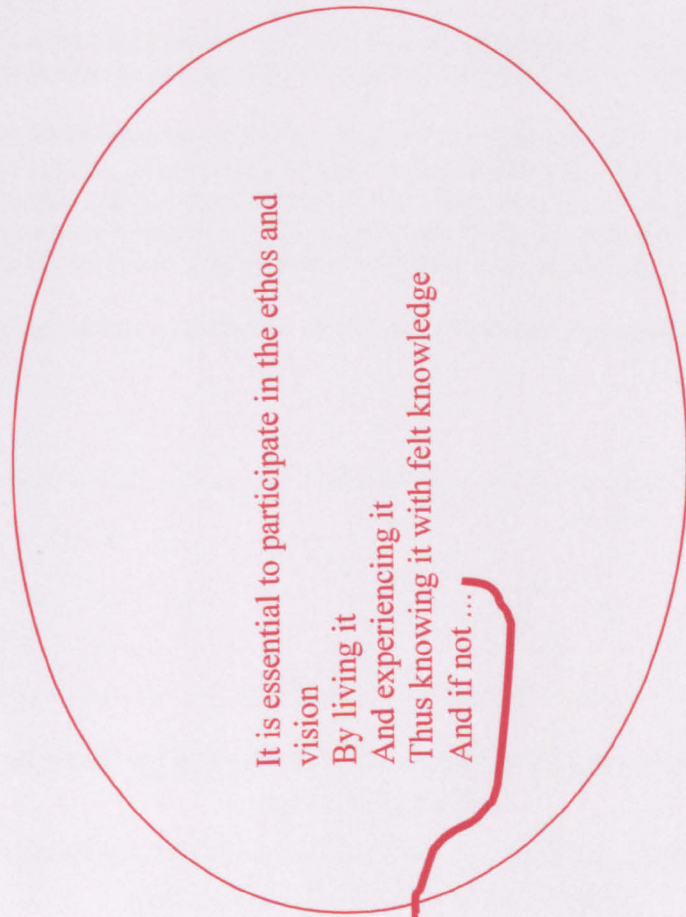 It is essential to participate in the ethos and
vision
By living it
And experiencing it
Thus knowing it with felt knowledge
And if not ...